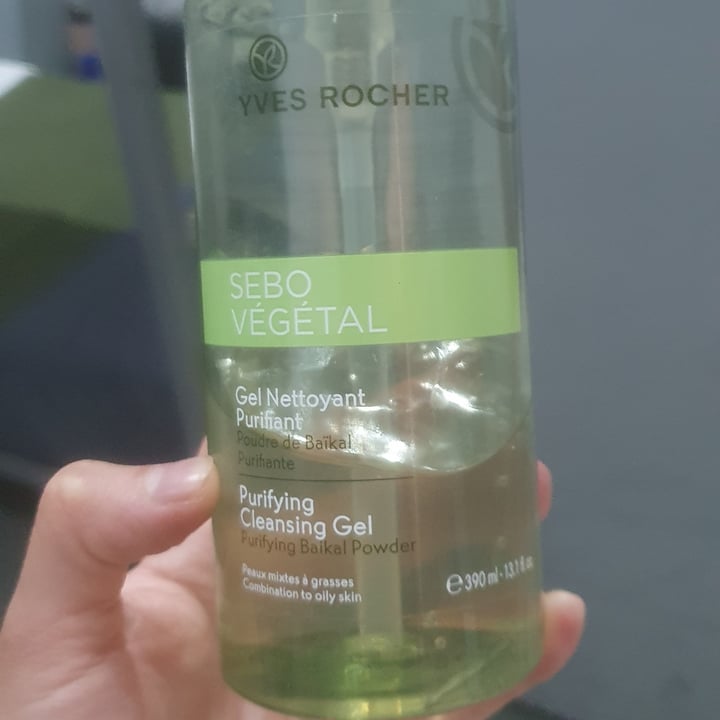 YVES ROCHER
SEBO
VÉGÉTAL
Gel Nettoyant
Purifiant
Poudre de Baïkal
Purifiante
Purifying
Cleansing Gel
Purifying Baïkal Powder
Peaux mixtes à grasses
Combination to oily skin
℮ 390 ml - 13.1 fl.oz